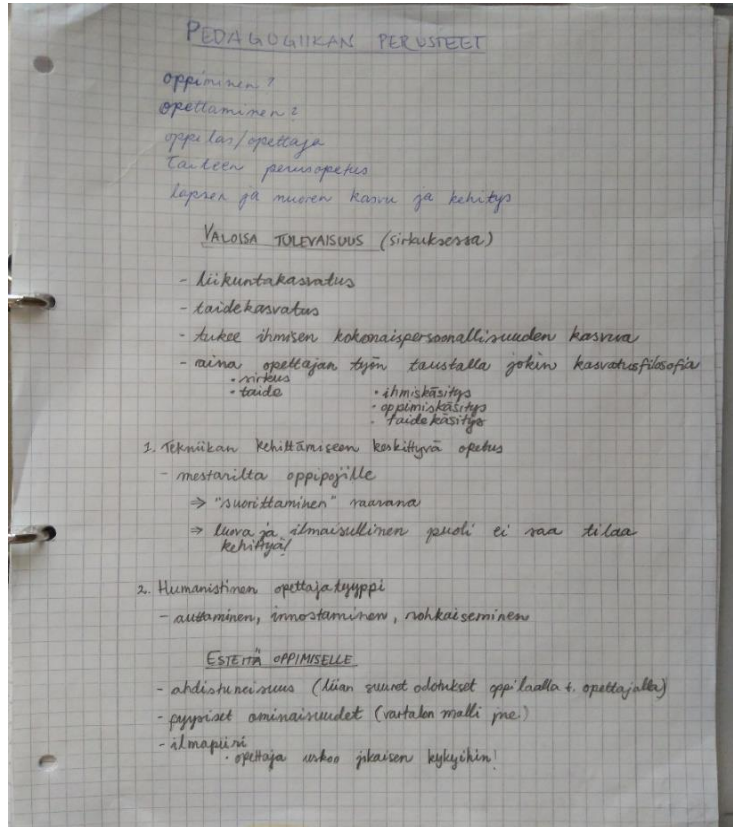 PEDAGOGIIKAN PERUSTEET
oppiminen?
opettaminen?
oppilas/opettaja
Taiteen perusopetus
lapsen ja nuoren kasvu ja kehitys
VALOISA TULEVAISUUS (sirkuksessa)
- liikuntakasvatus
- taidekasvatus
- tukee ihmisen kokonaispersoonallisuuden kasvua
- aina opettajan työn taustalla jokin kasvatusfilosofia
• sirkus
• taide
• ihmiskäsitys
• oppimiskäsitys
• taidekäsitys
1. Tekniikan kehittämiseen keskittyvä opetus
- mestarilta oppipojille
⇒ "suorittaminen" vaarana
⇒ luova ja ilmaisullinen puoli ei saa tilaa
kehittyä!
2. Humanistinen opettajatyyppi
- auttaminen, innostaminen, rohkaiseminen
ESTEITÄ OPPIMISELLE
- ahdistuneisuus (liian suuret odotukset oppilaalla t. opettajalla)
- fyysiset ominaisuudet (vartalon malli jne.)
- ilmapiiri
• opettaja uskoo jokaisen kykyihin!